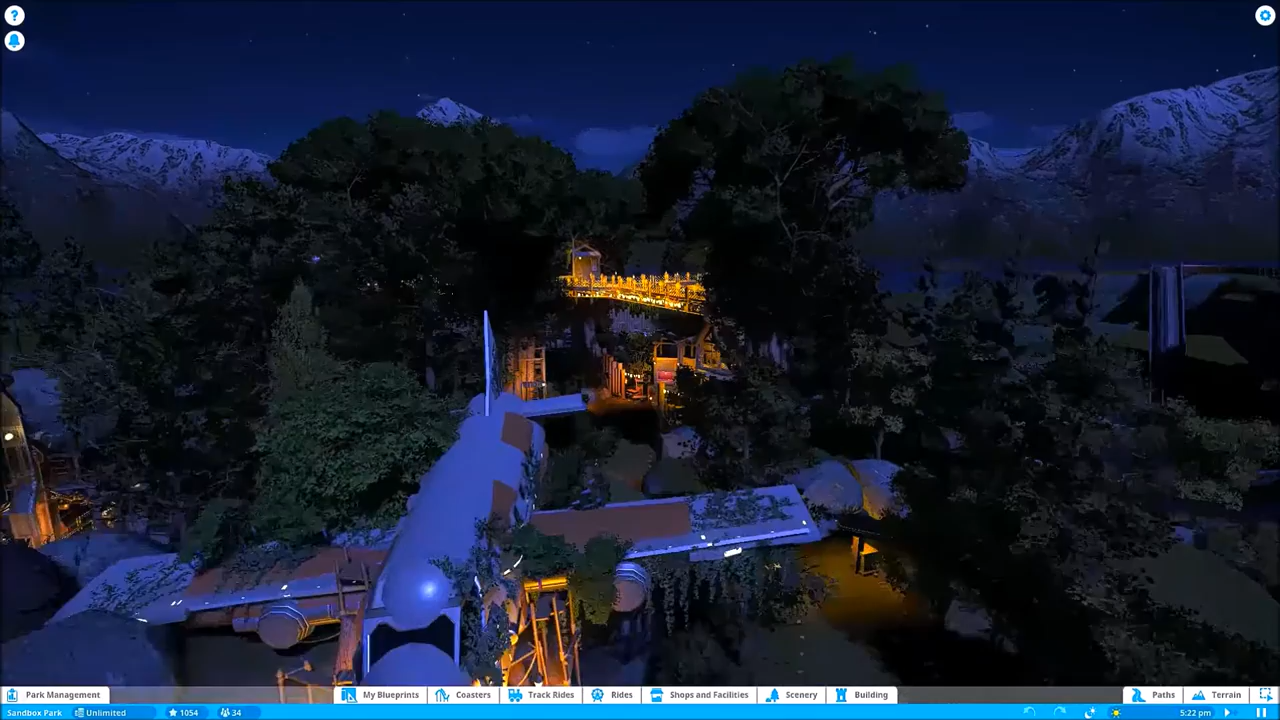 ?
Park Management
My Blueprints
Coasters
Track Rides
Rides
Shops and Facilities
Scenery
Building
Paths
Terrain
Sandbox Park
Unlimited
1054
34
5:22 pm